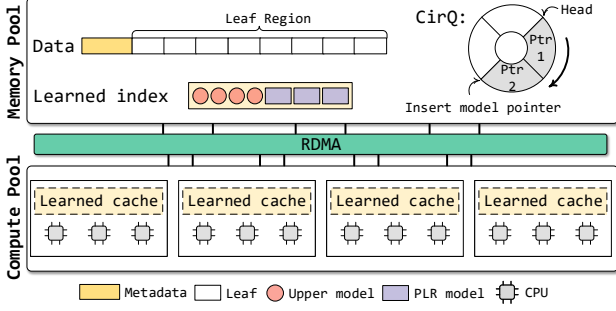 Memory Pool
Leaf Region
CirQ:
Head
Data
Ptr
1
Ptr
2
Learned index
Insert model pointer
RDMA
Compute Pool
Learned cache Learned cache Learned cache Learned cache
Metadata Leaf Upper model PLR model CPU